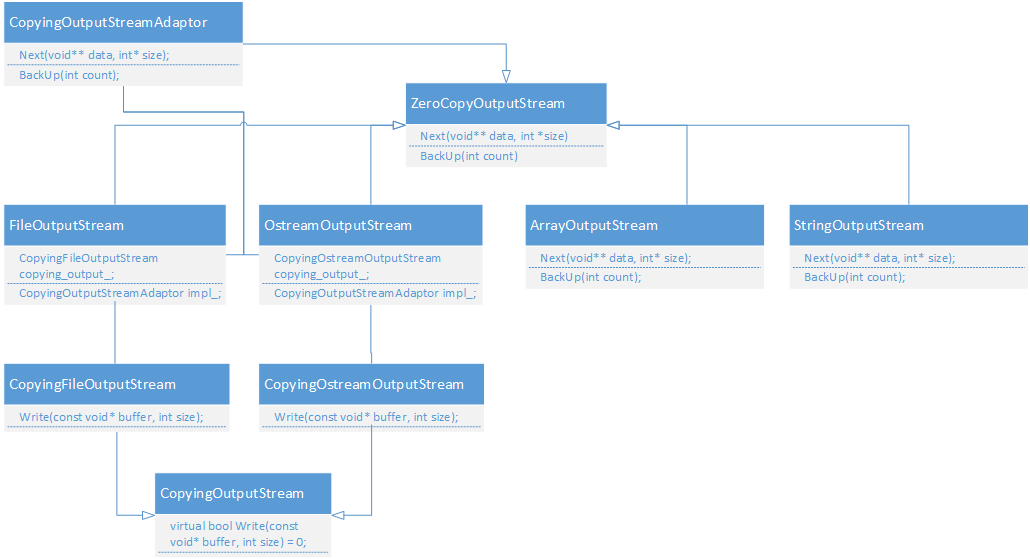 CopyingOutputStreamAdaptor
Next(void** data, int* size);
BackUp(int count);
ZeroCopyOutputStream
Next(void** data, int *size)
BackUp(int count)
FileOutputStream
CopyingFileOutputStream
copying_output_;
CopyingOutputStreamAdaptor impl_;
OstreamOutputStream
CopyingOstreamOutputStream
copying_output_;
CopyingOutputStreamAdaptor impl_;
ArrayOutputStream
Next(void** data, int* size);
BackUp(int count);
StringOutputStream
Next(void** data, int* size);
BackUp(int count);
CopyingFileOutputStream
Write(const void* buffer, int size);
CopyingOstreamOutputStream
Write(const void* buffer, int size);
CopyingOutputStream
virtual bool Write(const
void* buffer, int size) = 0;